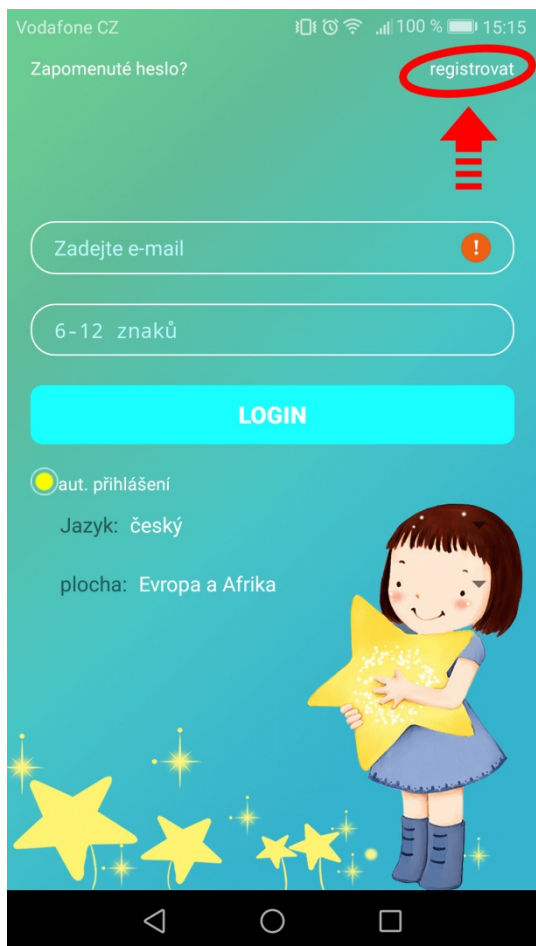 Vodafone CZ 100 % 15:15
Zapomenuté heslo? registrovat
Zadejte e-mail !
6-12 znaků
LOGIN
aut. přihlášení
Jazyk: český
plocha: Evropa a Afrika